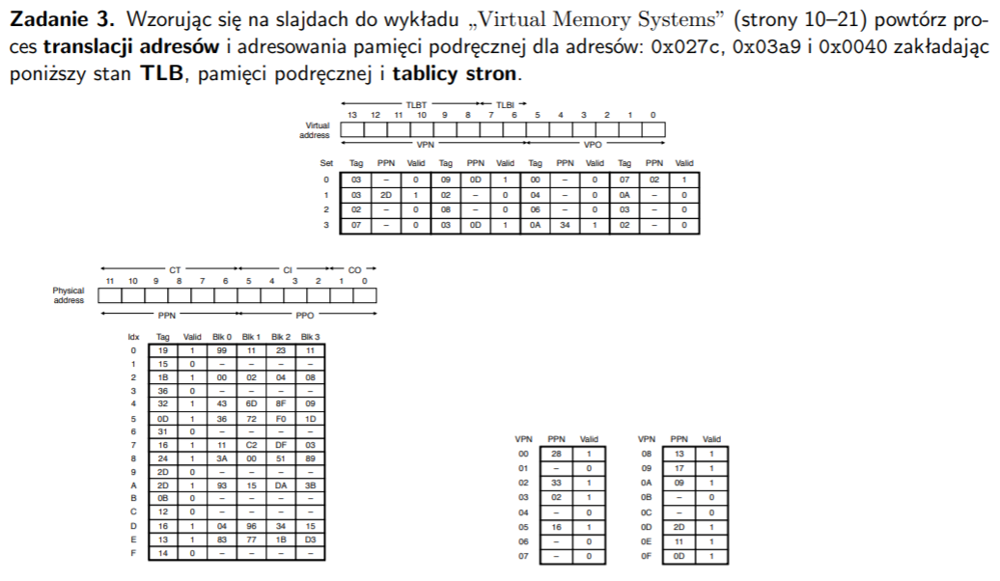 Zadanie 3. Wzorując się na slajdach do wykładu „Virtual Memory Systems” (strony 10–21) powtórz pro-
ces translacji adresów i adresowania pamięci podręcznej dla adresów: 0x027c, 0x03a9 i 0x0040 zakładając
poniższy stan TLB, pamięci podręcznej i tablicy stron.
TLBT TLBI
13 12 11 10 9 8 7 6 5 4 3 2 1 0
Virtual
address
VPN VPO
Set Tag PPN Valid Tag PPN Valid Tag PPN Valid Tag PPN Valid
0 03 – 0 09 0D 1 00 – 0 07 02 1
1 03 2D 1 02 – 0 04 – 0 0A – 0
2 02 – 0 08 – 0 06 – 0 03 – 0
3 07 – 0 03 0D 1 0A 34 1 02 – 0
CT CI CO
11 10 9 8 7 6 5 4 3 2 1 0
Physical
address
PPN PPO
Idx Tag Valid Blk 0 Blk 1 Blk 2 Blk 3
0 19 1 99 11 23 11
1 15 0 – – – –
2 1B 1 00 02 04 08
3 36 0 – – – –
4 32 1 43 6D 8F 09
5 0D 1 36 72 F0 1D
6 31 0 – – – –
7 16 1 11 C2 DF 03
8 24 1 3A 00 51 89
9 2D 0 – – – –
A 2D 1 93 15 DA 3B
B 0B 0 – – – –
C 12 0 – – – –
D 16 1 04 96 34 15
E 13 1 83 77 1B D3
F 14 0 – – – –
VPN PPN Valid VPN PPN Valid
00 28 1 08 13 1
01 – 0 09 17 1
02 33 1 0A 09 1
03 02 1 0B – 0
04 – 0 0C – 0
05 16 1 0D 2D 1
06 – 0 0E 11 1
07 – 0 0F 0D 1